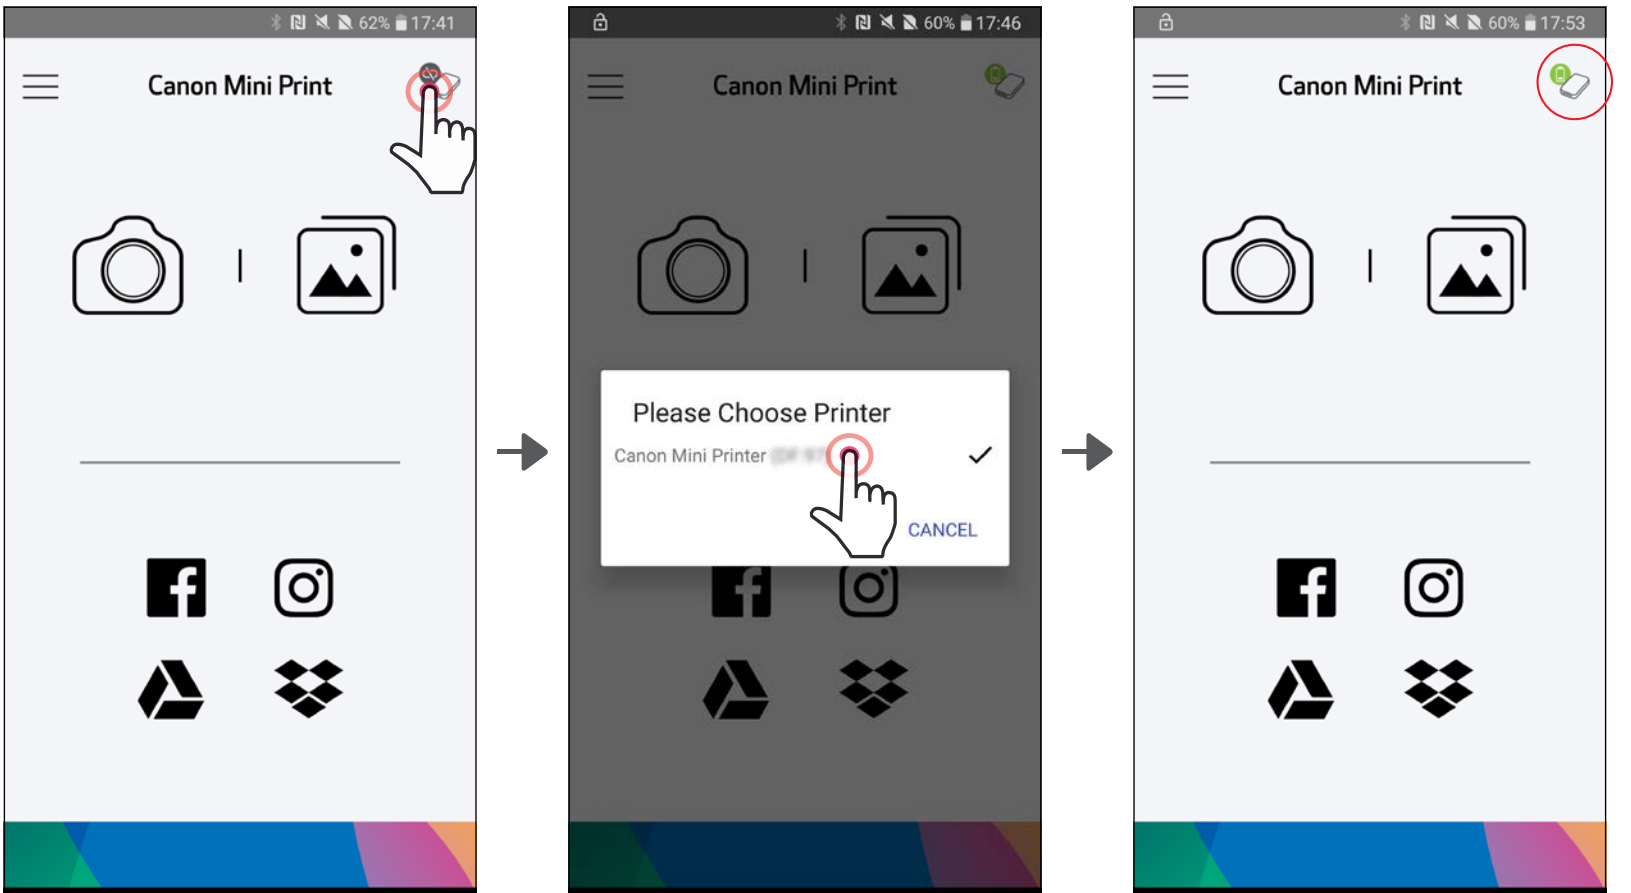 62% 17:41
Canon Mini Print
60% 17:46
Canon Mini Print
Please Choose Printer
Canon Mini Printer
CANCEL
60% 17:53
Canon Mini Print